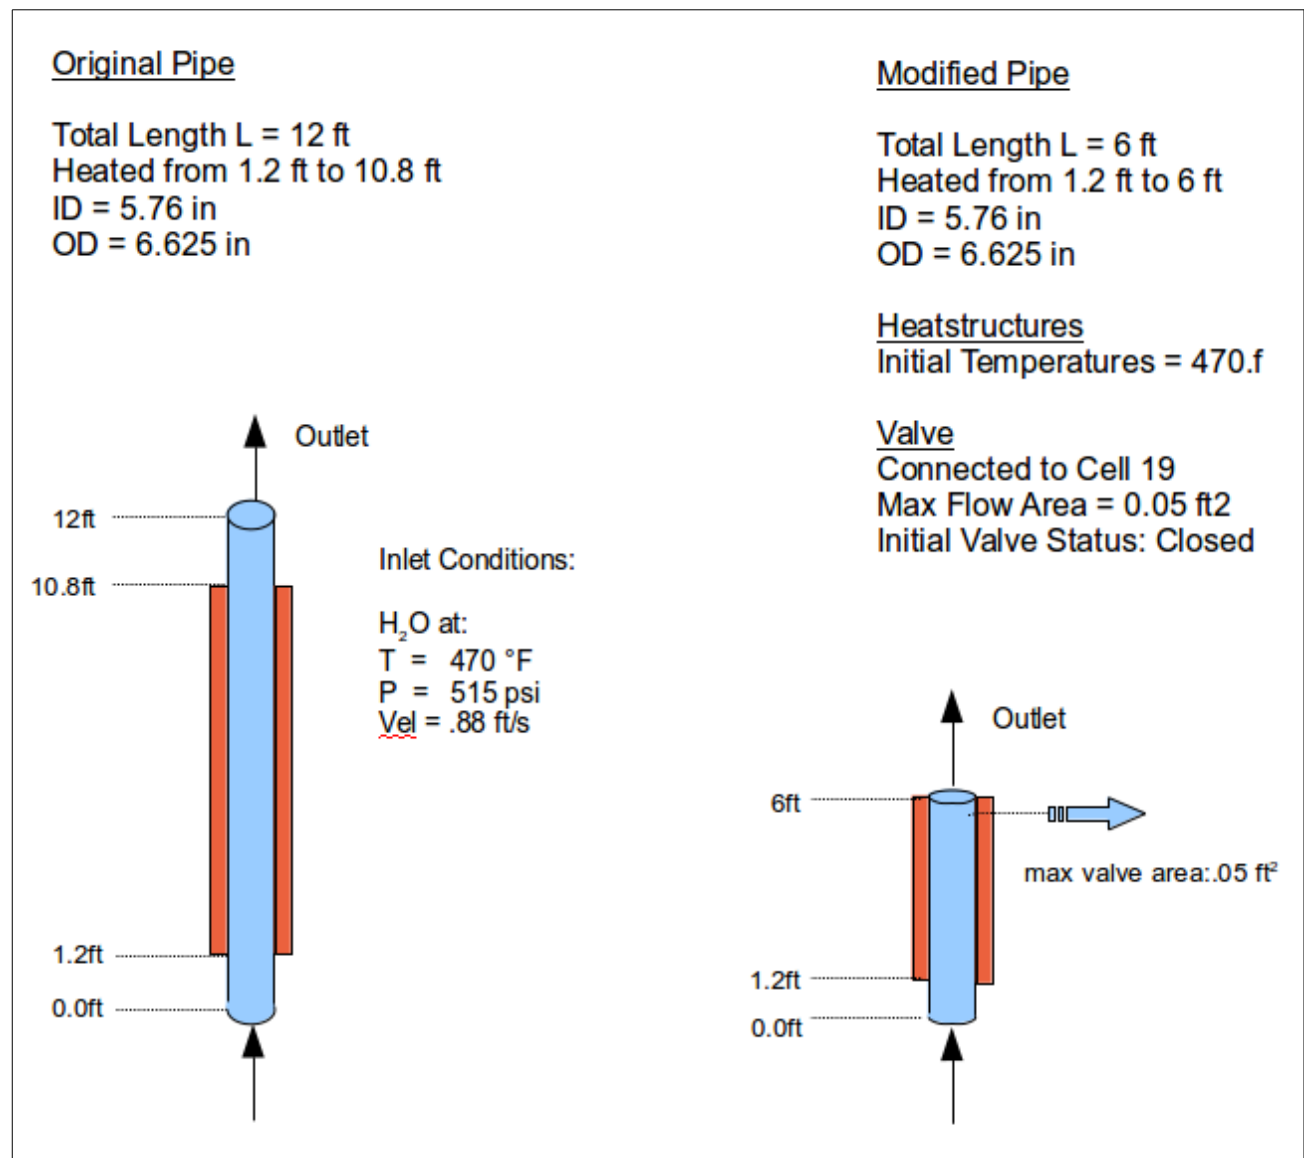 Original Pipe
Total Length L = 12 ft
Heated from 1.2 ft to 10.8 ft
ID = 5.76 in
OD = 6.625 in
Outlet
12ft
10.8ft
1.2ft
0.0ft
Inlet Conditions:
H₂O at:
T = 470 °F
P = 515 psi
Vel = .88 ft/s
Modified Pipe
Total Length L = 6 ft
Heated from 1.2 ft to 6 ft
ID = 5.76 in
OD = 6.625 in
Heatstructures
Initial Temperatures = 470.f
Valve
Connected to Cell 19
Max Flow Area = 0.05 ft2
Initial Valve Status: Closed
Outlet
6ft
max valve area:.05 ft²
1.2ft
0.0ft